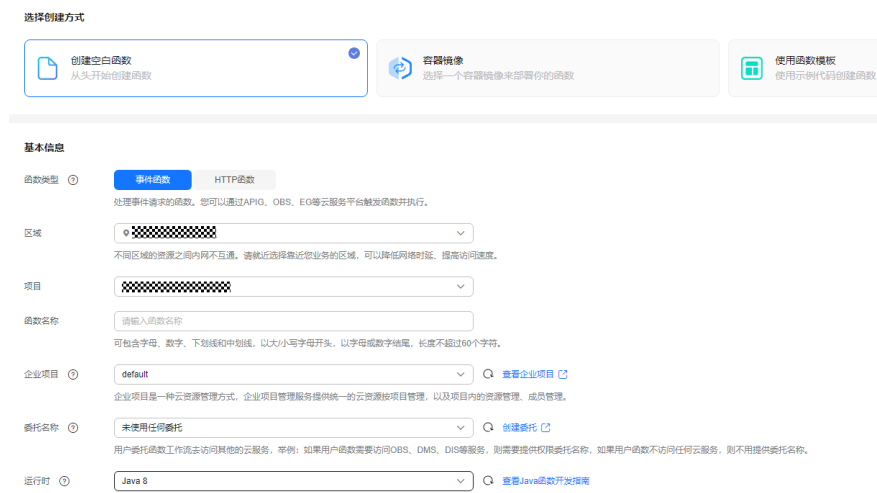 选择创建方式
创建空白函数
从头开始创建函数
容器镜像
选择一个容器镜像来部署你的函数
使用函数模板
使用示例代码创建函数
基本信息
函数类型
事件函数
HTTP函数
处理事件请求的函数。您可以通过APIG、OBS、EG等云服务平台触发函数并执行。
区域
不同区域的资源之间内网不互通。请就近选择靠近您业务的区域，可以降低网络时延、提高访问速度。
项目
函数名称
请输入函数名称
可包含字母、数字、下划线和中划线，以大/小写字母开头，以字母或数字结尾，长度不超过60个字符。
企业项目
default
查看企业项目
企业项目是一种云资源管理方式，企业项目管理服务提供统一的云资源按项目管理，以及项目内的资源管理、成员管理。
委托名称
未使用任何委托
创建委托
用户委托函数工作流去访问其他的云服务，举例：如果用户函数需要访问OBS、DMS、DIS等服务，则需要提供权限委托名称，如果用户函数不访问任何云服务，则不用提供委托名称。
运行时
Java 8
查看Java函数开发指南